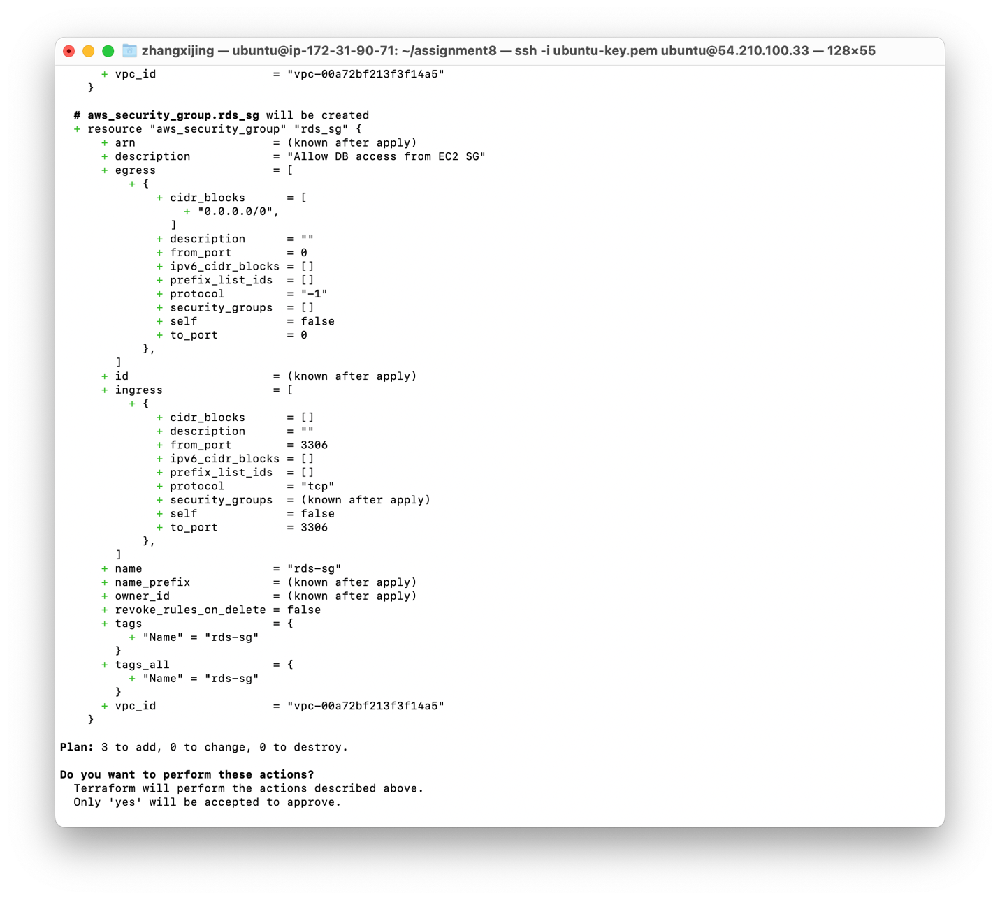 zhangxijing — ubuntu@ip-172-31-90-71: ~/assignment8 — ssh -i ubuntu-key.pem ubuntu@54.210.100.33 — 128×55
      + vpc_id                 = "vpc-00a72bf213f3f14a5"
    }

  # aws_security_group.rds_sg will be created
  + resource "aws_security_group" "rds_sg" {
      + arn                    = (known after apply)
      + description            = "Allow DB access from EC2 SG"
      + egress                 = [
          + {
              + cidr_blocks      = [
                  + "0.0.0.0/0",
                ]
              + description      = ""
              + from_port        = 0
              + ipv6_cidr_blocks = []
              + prefix_list_ids  = []
              + protocol         = "-1"
              + security_groups  = []
              + self             = false
              + to_port          = 0
            },
        ]
      + id                     = (known after apply)
      + ingress                = [
          + {
              + cidr_blocks      = []
              + description      = ""
              + from_port        = 3306
              + ipv6_cidr_blocks = []
              + prefix_list_ids  = []
              + protocol         = "tcp"
              + security_groups  = (known after apply)
              + self             = false
              + to_port          = 3306
            },
        ]
      + name                   = "rds-sg"
      + name_prefix            = (known after apply)
      + owner_id               = (known after apply)
      + revoke_rules_on_delete = false
      + tags                   = {
          + "Name" = "rds-sg"
        }
      + tags_all               = {
          + "Name" = "rds-sg"
        }
      + vpc_id                 = "vpc-00a72bf213f3f14a5"
    }

Plan: 3 to add, 0 to change, 0 to destroy.

Do you want to perform these actions?
  Terraform will perform the actions described above.
  Only 'yes' will be accepted to approve.